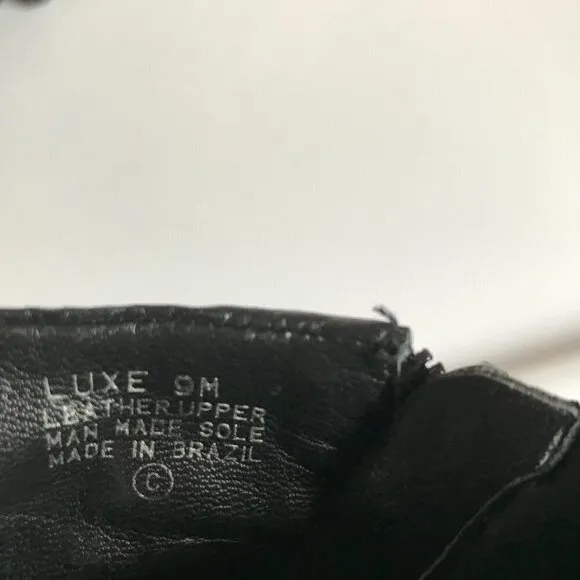 LUXE 9M
LEATHER UPPER
MAN MADE SOLE
MADE IN BRAZIL
C